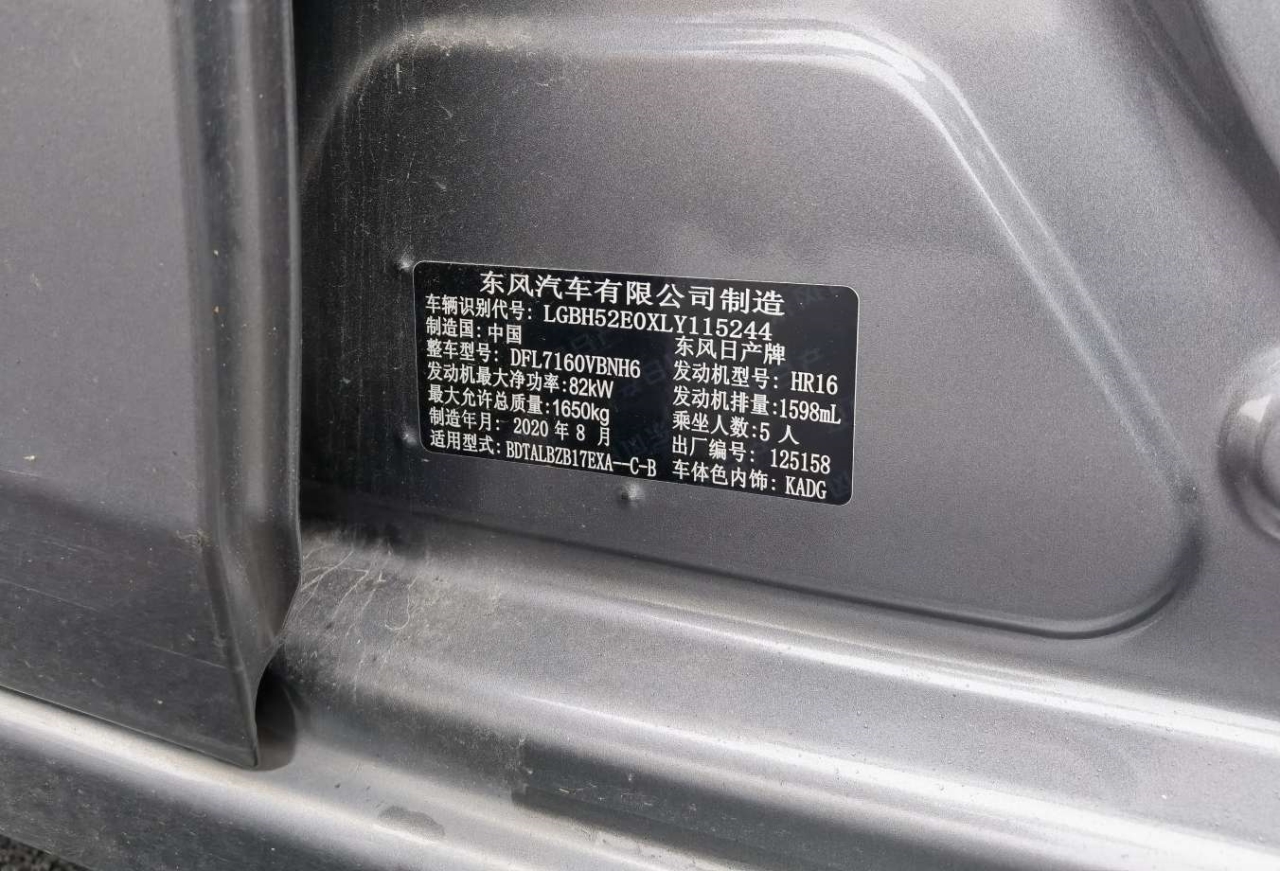 东风汽车有限公司制造
车辆识别代号: LGBH52E0XLY115244
制造国: 中国 东风日产牌
整车型号: DFL7160VBNH6 发动机型号: HR16
发动机最大净功率:82kW 发动机排量:1598mL
最大允许总质量:1650kg 乘坐人数:5 人
制造年月: 2020 年 8 月 出厂编号: 125158
适用型式: BDTALBZB17EXA--C-B 车体色内饰: KADG